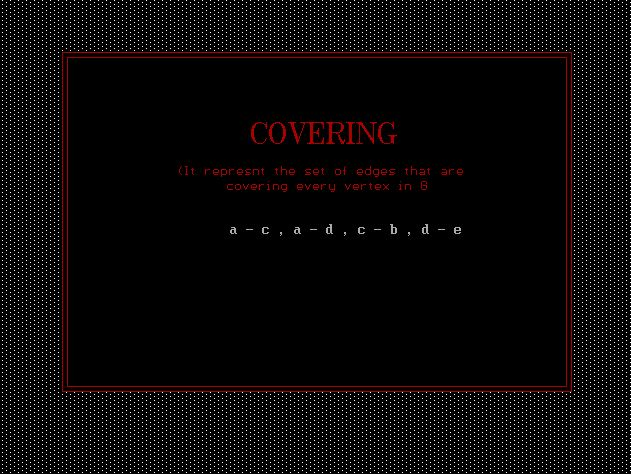 COVERING
(It represnt the set of edges that are
covering every vertex in G
a - c , a - d , c - b , d - e